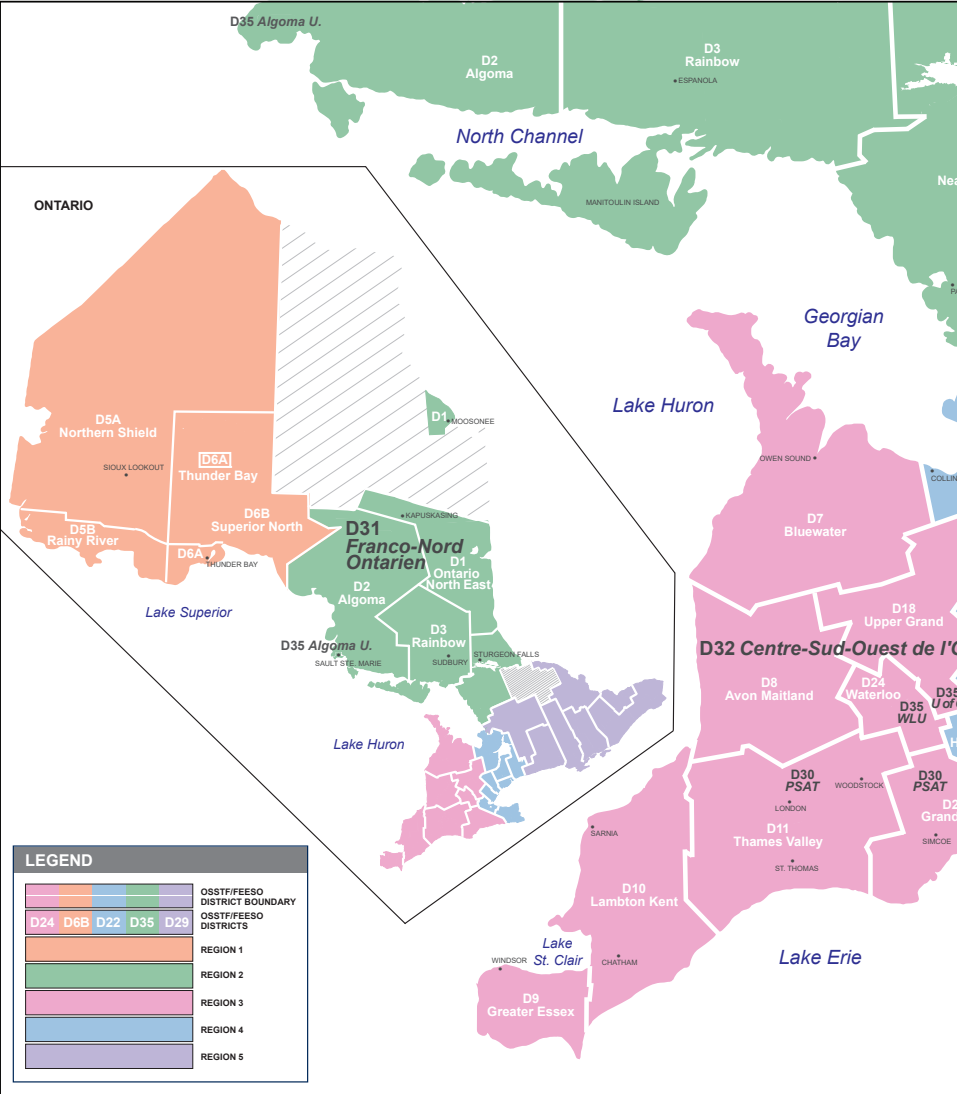 D35 Algoma U.
D2
Algoma
D3
Rainbow
ESPANOLA
North Channel
MANITOULIN ISLAND
Georgian
Bay
Lake Huron
OWEN SOUND
D7
Bluewater
D18
Upper Grand
D32 Centre-Sud-Ouest de l'O
D8
Avon Maitland
D24
Waterloo
D35
WLU
D35
U of
D30
PSAT
WOODSTOCK
D30
PSAT
LONDON
D11
Thames Valley
ST. THOMAS
SIMCOE
SARNIA
D10
Lambton Kent
Lake
St. Clair
WINDSOR
CHATHAM
Lake Erie
D9
Greater Essex
ONTARIO
D5A
Northern Shield
SIOUX LOOKOUT
D6A
Thunder Bay
D1
MOOSONEE
D6B
Superior North
D5B
Rainy River
D6A
THUNDER BAY
KAPUSKASING
D31
Franco-Nord
Ontarien
D1
Ontario
North East
D2
Algoma
D3
Rainbow
Lake Superior
D35 Algoma U.
SAULT STE. MARIE
SUDBURY
STURGEON FALLS
Lake Huron
LEGEND
OSSTF/FEESO
DISTRICT BOUNDARY
D24 D6B D22 D35 D29
OSSTF/FEESO
DISTRICTS
REGION 1
REGION 2
REGION 3
REGION 4
REGION 5